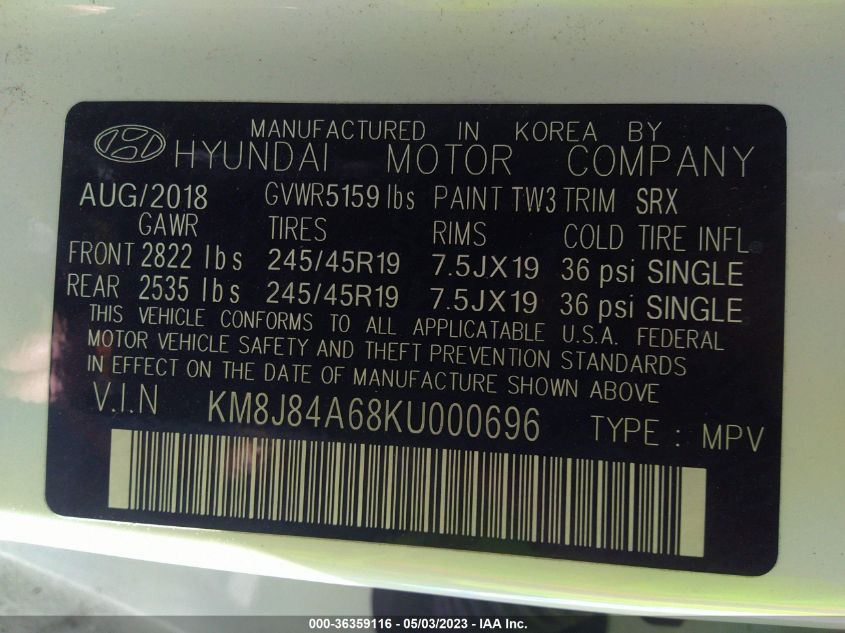 MANUFACTURED IN KOREA BY
HYUNDAI MOTOR COMPANY
AUG/2018 GVWR5159 lbs PAINT TW3 TRIM SRX
GAWR TIRES RIMS COLD TIRE INFL
FRONT 2822 lbs 245/45R19 7.5JX19 36 psi SINGLE
REAR 2535 lbs 245/45R19 7.5JX19 36 psi SINGLE
THIS VEHICLE CONFORMS TO ALL APPLICATABLE U.S.A. FEDERAL
MOTOR VEHICLE SAFETY AND THEFT PREVENTION STANDARDS
IN EFFECT ON THE DATE OF MANUFACTURE SHOWN ABOVE
V.I.N KM8J84A68KU000696 TYPE : MPV
000-36359116 - 05/03/2023 - IAA Inc.